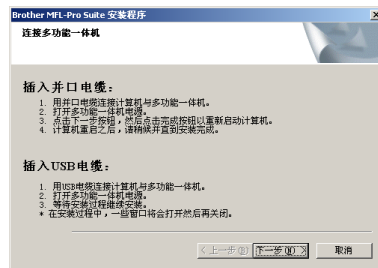 Brother MFL-Pro Suite 安装程序
连接多功能一体机
插入并口电缆：
1. 用并口电缆连接计算机与多功能一体机。
2. 打开多功能一体机电源。
3. 点击下一步按钮，然后点击完成按钮以重新启动计算机。
4. 计算机重启之后，请稍候并直到安装完成。
插入USB电缆：
1. 用USB电缆连接计算机与多功能一体机。
2. 打开多功能一体机电源。
3. 等待安装过程继续安装。
* 在安装过程中，一些窗口将会打开然后再关闭。
< 上一步(B) 下一步(N) > 取消